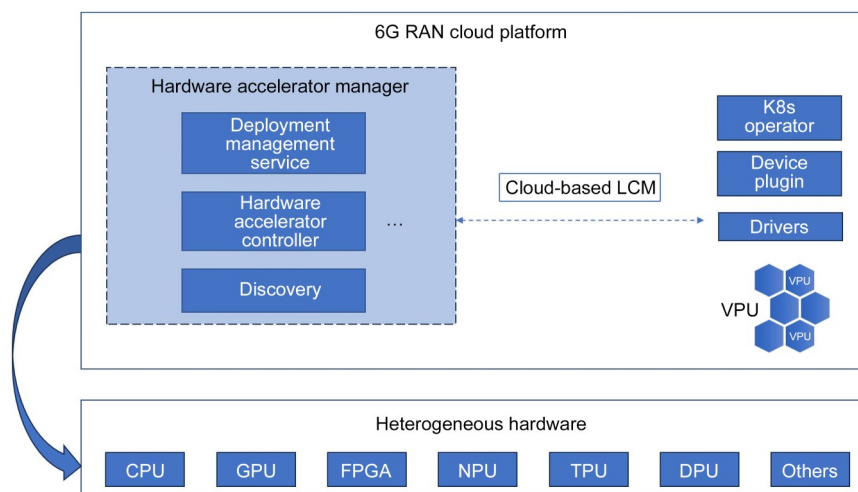 6G RAN cloud platform
Hardware accelerator manager
Deployment
management
service
Hardware
accelerator
controller
...
Discovery
Cloud-based LCM
K8s
operator
Device
plugin
Drivers
VPU
VPU
VPU
Heterogeneous hardware
CPU
GPU
FPGA
NPU
TPU
DPU
Others